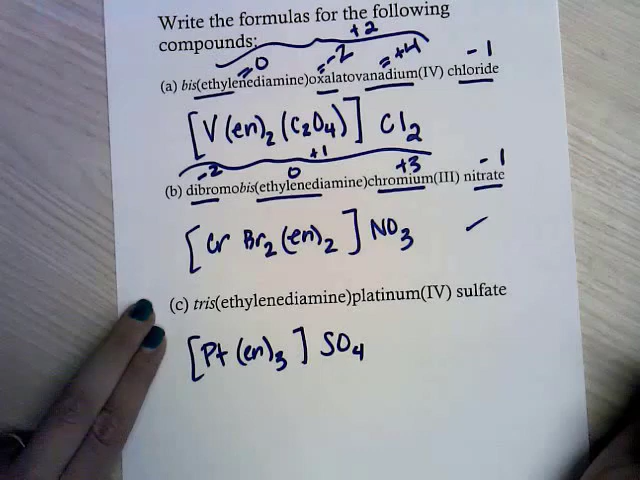 Write the formulas for the following
compounds:
+2
=0 =-2 =+4 -1
(a) bis(ethylenediamine)oxalatovanadium(IV) chloride
[V(en)₂(C₂O₄)] Cl₂
+1
-2 0 +3 -1
(b) dibromobis(ethylenediamine)chromium(III) nitrate
[Cr Br₂(en)₂] NO₃ ✓
(c) tris(ethylenediamine)platinum(IV) sulfate
[Pt(en)₃] SO₄